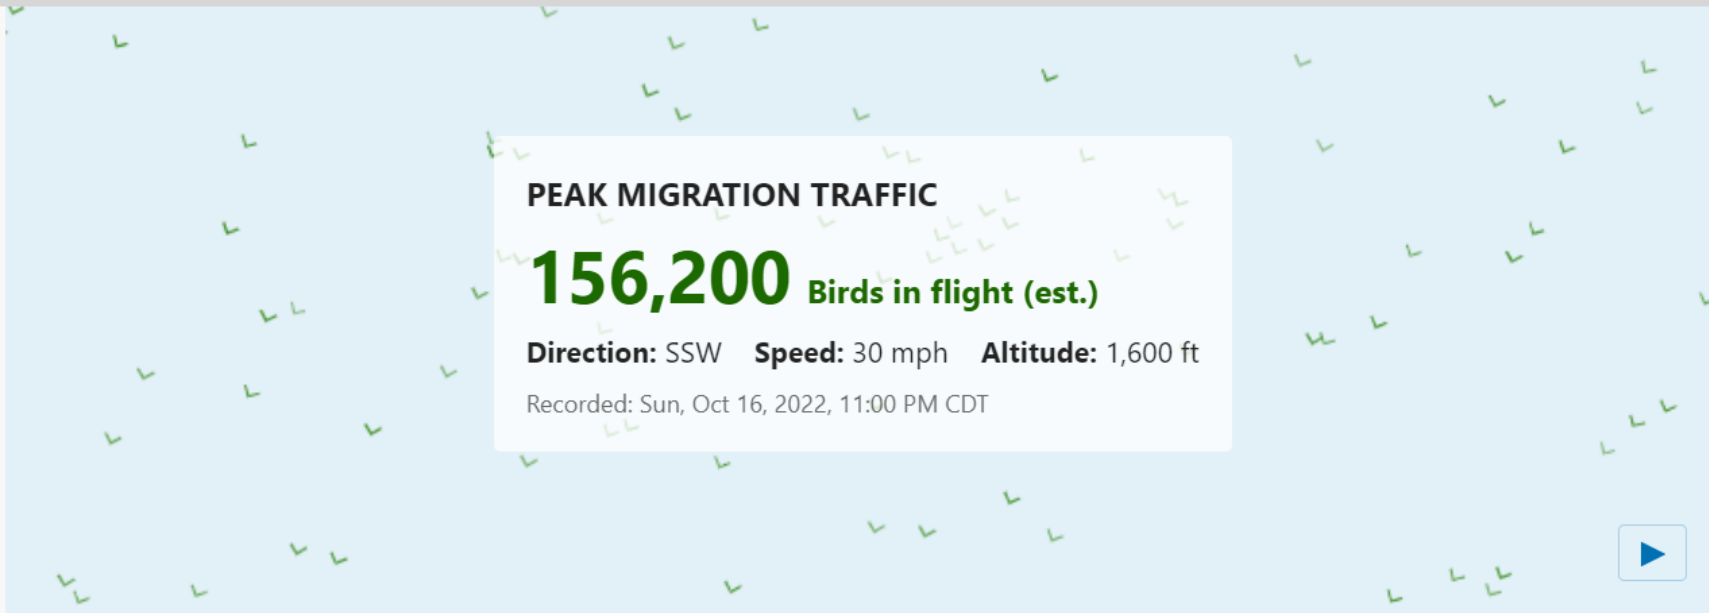 PEAK MIGRATION TRAFFIC
156,200 Birds in flight (est.)
Direction: SSW Speed: 30 mph Altitude: 1,600 ft
Recorded: Sun, Oct 16, 2022, 11:00 PM CDT